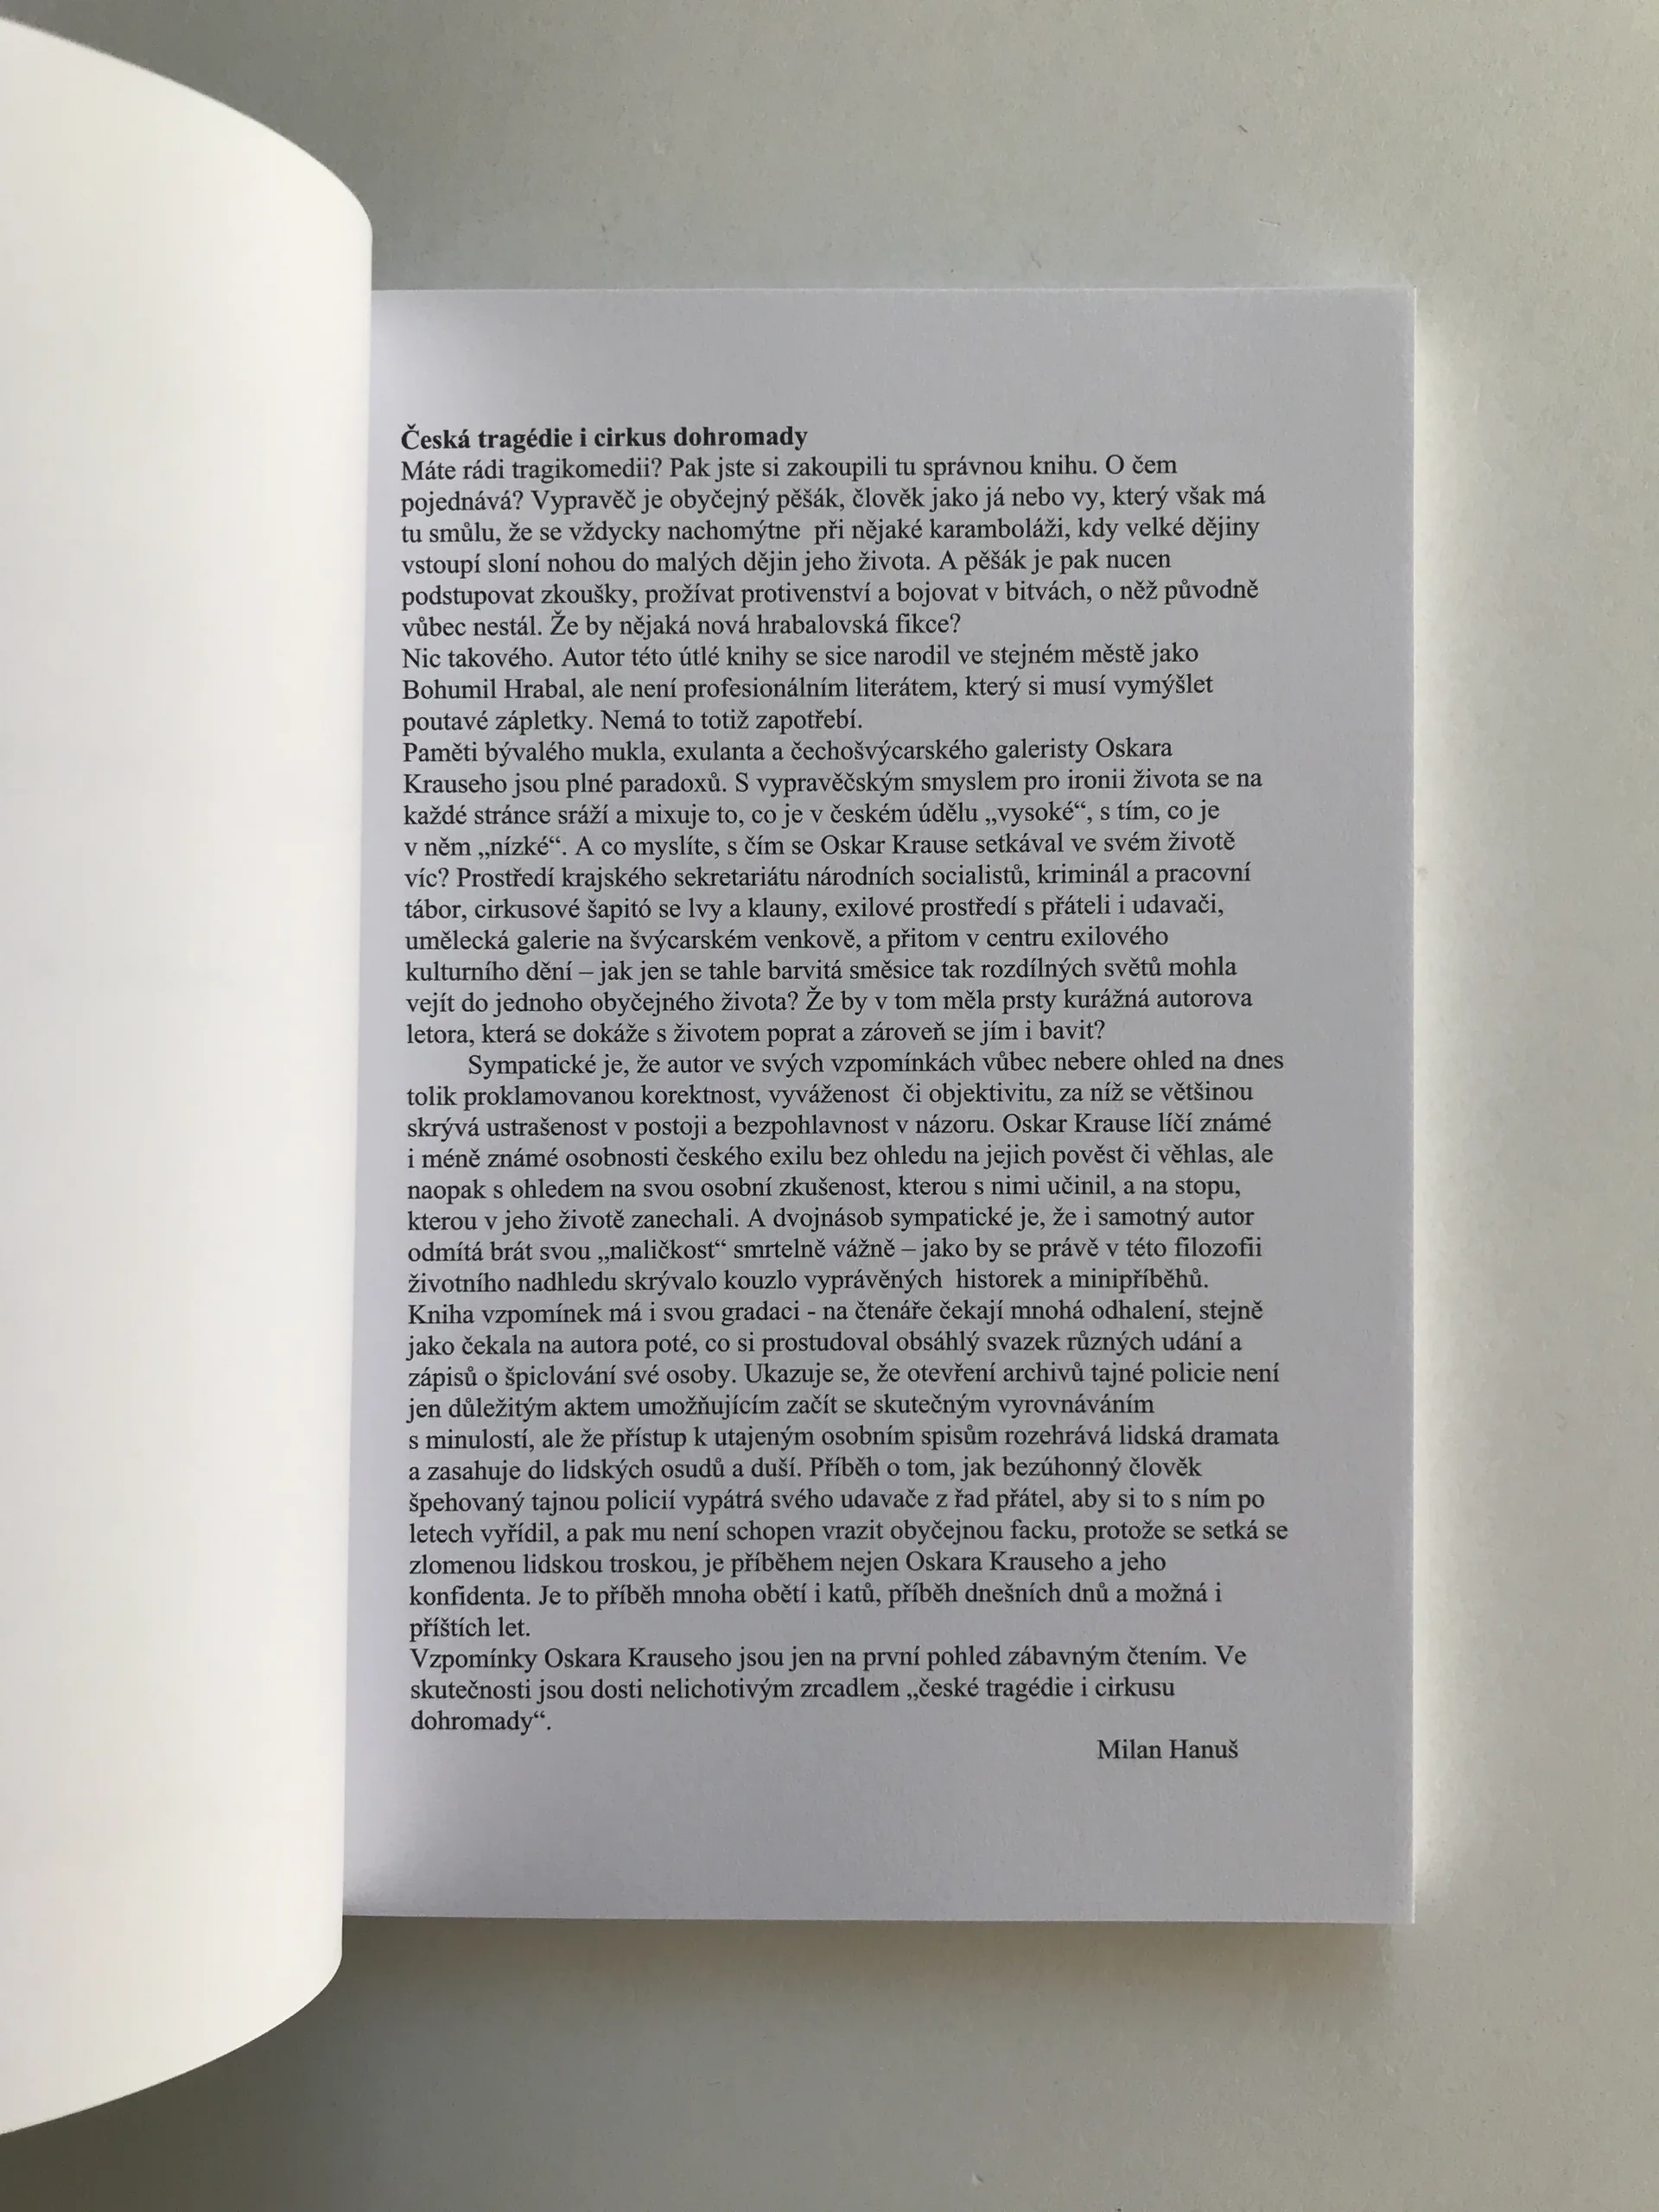 Česká tragédie i cirkus dohromady
Máte rádi tragikomedii? Pak jste si zakoupili tu správnou knihu. O čem
pojednává? Vypravěč je obyčejný pěšák, člověk jako já nebo vy, který však má
tu smůlu, že se vždycky nachomýtne  při nějaké karamboláži, kdy velké dějiny
vstoupí sloní nohou do malých dějin jeho života. A pěšák je pak nucen
podstupovat zkoušky, prožívat protivenství a bojovat v bitvách, o něž původně
vůbec nestál. Že by nějaká nová hrabalovská fikce?
Nic takového. Autor této útlé knihy se sice narodil ve stejném městě jako
Bohumil Hrabal, ale není profesionálním literátem, který si musí vymýšlet
poutavé zápletky. Nemá to totiž zapotřebí.
Paměti bývalého mukla, exulanta a čechošvýcarského galeristy Oskara
Krauseho jsou plné paradoxů. S vypravěčským smyslem pro ironii života se na
každé stránce sráží a mixuje to, co je v českém údělu „vysoké“, s tím, co je
v něm „nízké“. A co myslíte, s čím se Oskar Krause setkával ve svém životě
víc? Prostředí krajského sekretariátu národních socialistů, kriminál a pracovní
tábor, cirkusové šapitó se lvy a klauny, exilové prostředí s přáteli i udavači,
umělecká galerie na švýcarském venkově, a přitom v centru exilového
kulturního dění – jak jen se tahle barvitá směsice tak rozdílných světů mohla
vejít do jednoho obyčejného života? Že by v tom měla prsty kurážná autorova
letora, která se dokáže s životem poprat a zároveň se jím i bavit?
Sympatické je, že autor ve svých vzpomínkách vůbec nebere ohled na dnes
tolik proklamovanou korektnost, vyváženost  či objektivitu, za níž se většinou
skrývá ustrašenost v postoji a bezpohlavnost v názoru. Oskar Krause líčí známé
i méně známé osobnosti českého exilu bez ohledu na jejich pověst či věhlas, ale
naopak s ohledem na svou osobní zkušenost, kterou s nimi učinil, a na stopu,
kterou v jeho životě zanechali. A dvojnásob sympatické je, že i samotný autor
odmítá brát svou „maličkost“ smrtelně vážně – jako by se právě v této filozofii
životního nadhledu skrývalo kouzlo vyprávěných  historek a minipříběhů.
Kniha vzpomínek má i svou gradaci - na čtenáře čekají mnohá odhalení, stejně
jako čekala na autora poté, co si prostudoval obsáhlý svazek různých udání a
zápisů o špiclování své osoby. Ukazuje se, že otevření archivů tajné policie není
jen důležitým aktem umožňujícím začít se skutečným vyrovnáváním
s minulostí, ale že přístup k utajeným osobním spisům rozehrává lidská dramata
a zasahuje do lidských osudů a duší. Příběh o tom, jak bezúhonný člověk
špehovaný tajnou policií vypátrá svého udavače z řad přátel, aby si to s ním po
letech vyřídil, a pak mu není schopen vrazit obyčejnou facku, protože se setká se
zlomenou lidskou troskou, je příběhem nejen Oskara Krauseho a jeho
konfidenta. Je to příběh mnoha obětí i katů, příběh dnešních dnů a možná i
příštích let.
Vzpomínky Oskara Krauseho jsou jen na první pohled zábavným čtením. Ve
skutečnosti jsou dosti nelichotivým zrcadlem „české tragédie i cirkusu
dohromady“.
Milan Hanuš